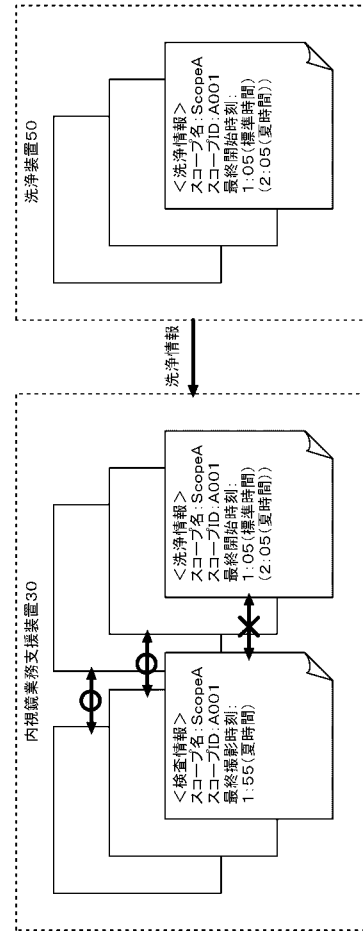 内視鏡業務支援装置30
<検査情報>
スコープ名:ScopeA
スコープID:A001
最終撮影時刻:
1:55(夏時間)
<洗浄情報>
スコープ名:ScopeA
スコープID:A001
最終開始時刻:
1:05(標準時間)
(2:05(夏時間))
洗浄情報
洗浄装置50
<洗浄情報>
スコープ名:ScopeA
スコープID:A001
最終開始時刻:
1:05(標準時間)
(2:05(夏時間))